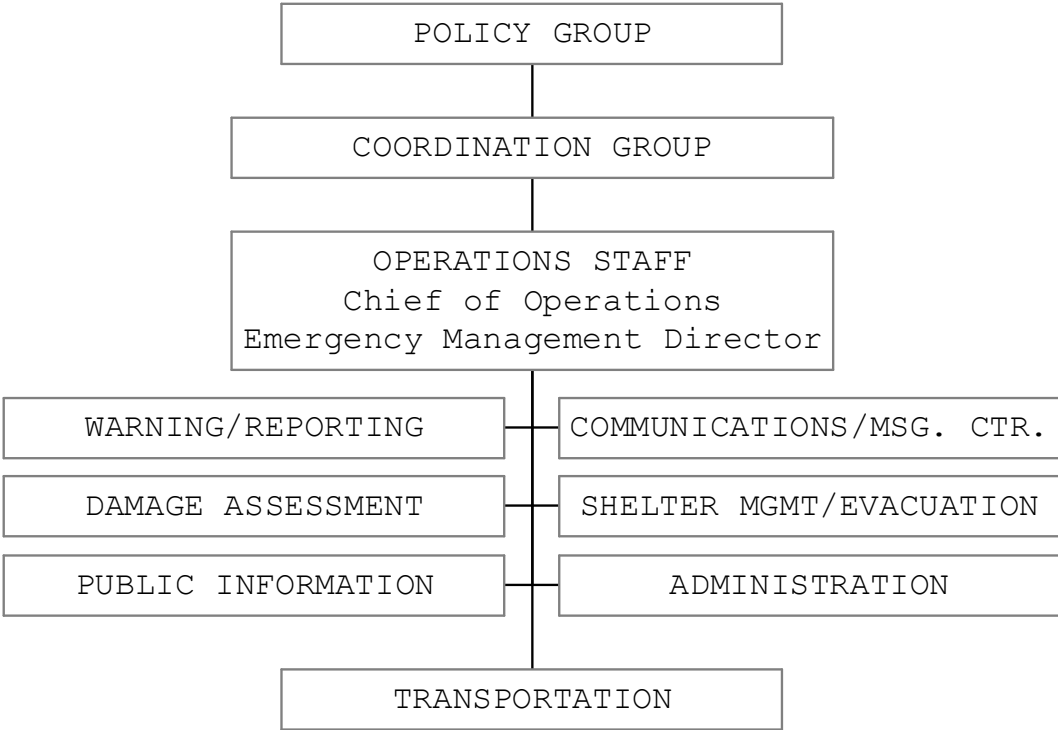 POLICY GROUP
COORDINATION GROUP
OPERATIONS STAFF
Chief of Operations
Emergency Management Director
WARNING/REPORTING
COMMUNICATIONS/MSG. CTR.
DAMAGE ASSESSMENT
SHELTER MGMT/EVACUATION
PUBLIC INFORMATION
ADMINISTRATION
TRANSPORTATION